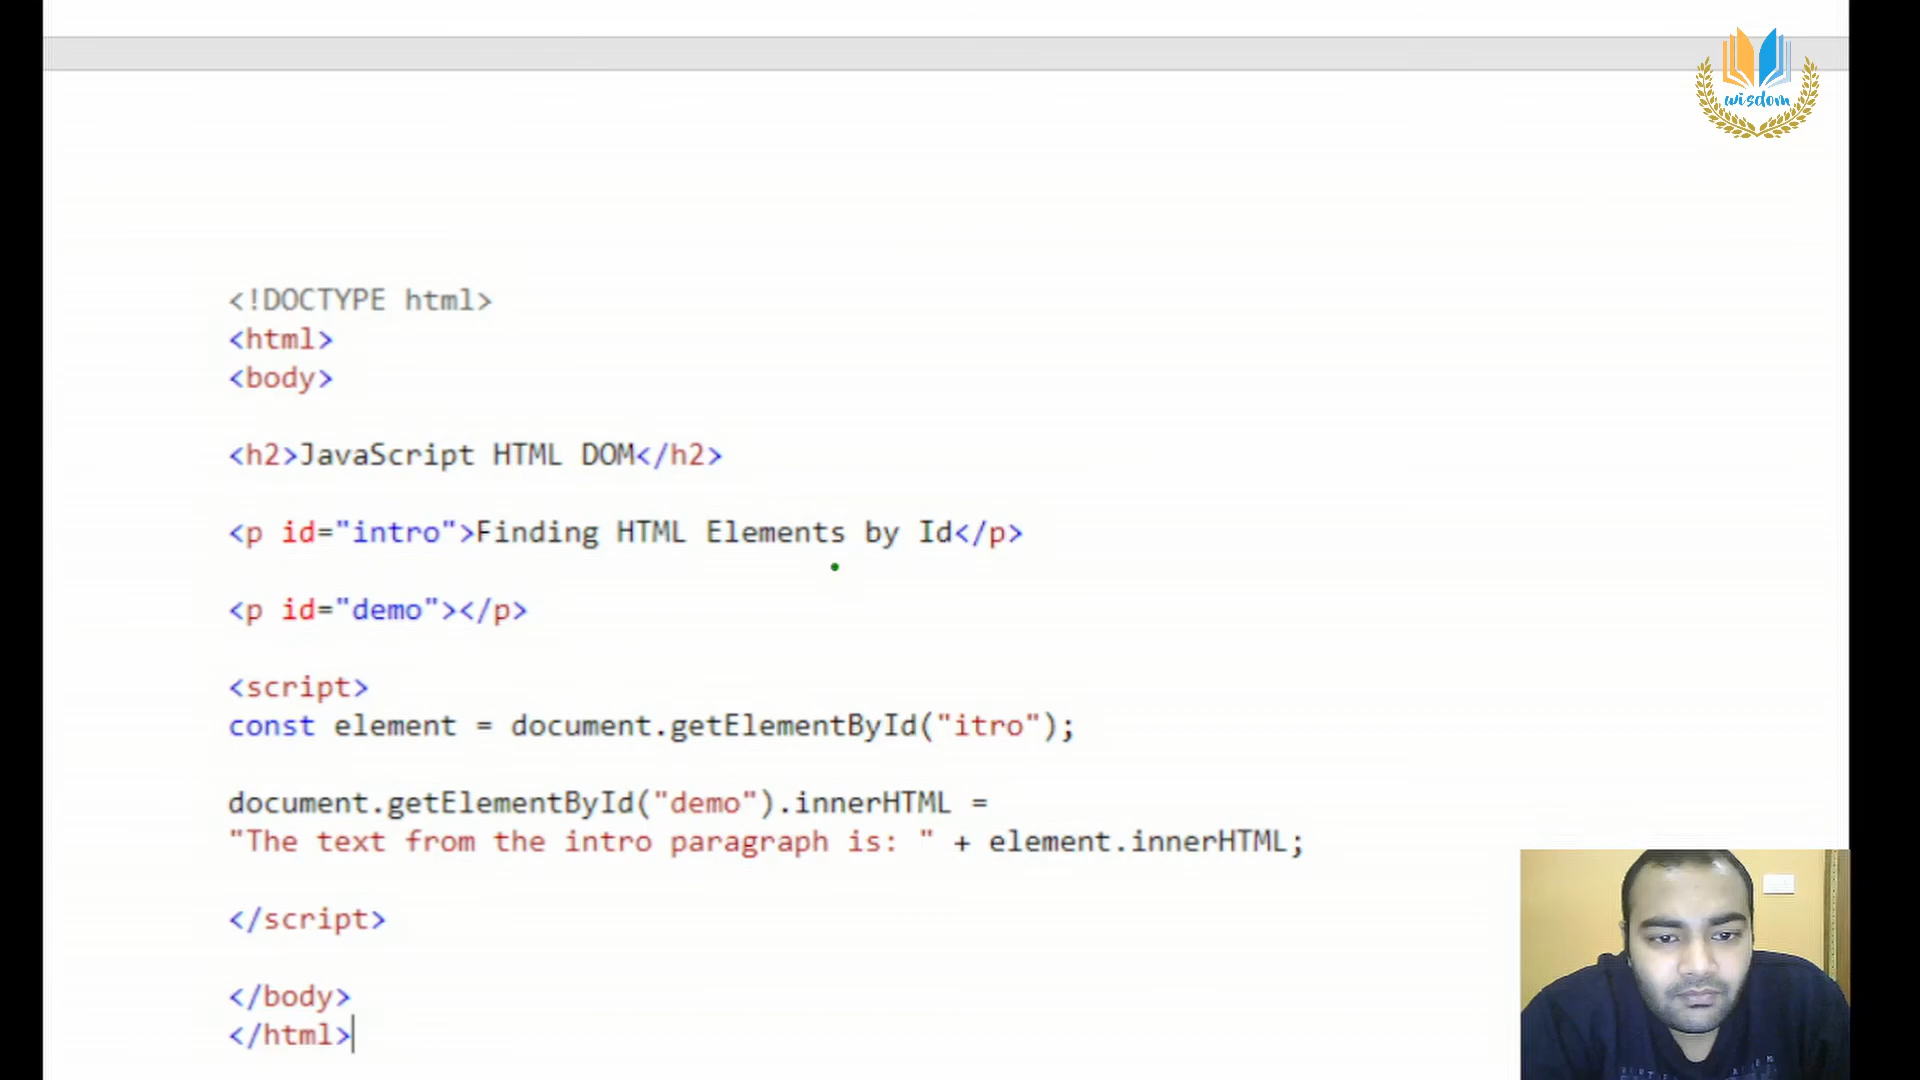 wisdom
<!DOCTYPE html>
<html>
<body>
<h2>JavaScript HTML DOM</h2>
<p id="intro">Finding HTML Elements by Id</p>
<p id="demo"></p>
<script>
const element = document.getElementById("itro");
document.getElementById("demo").innerHTML =
"The text from the intro paragraph is: " + element.innerHTML;
</script>
</body>
</html>